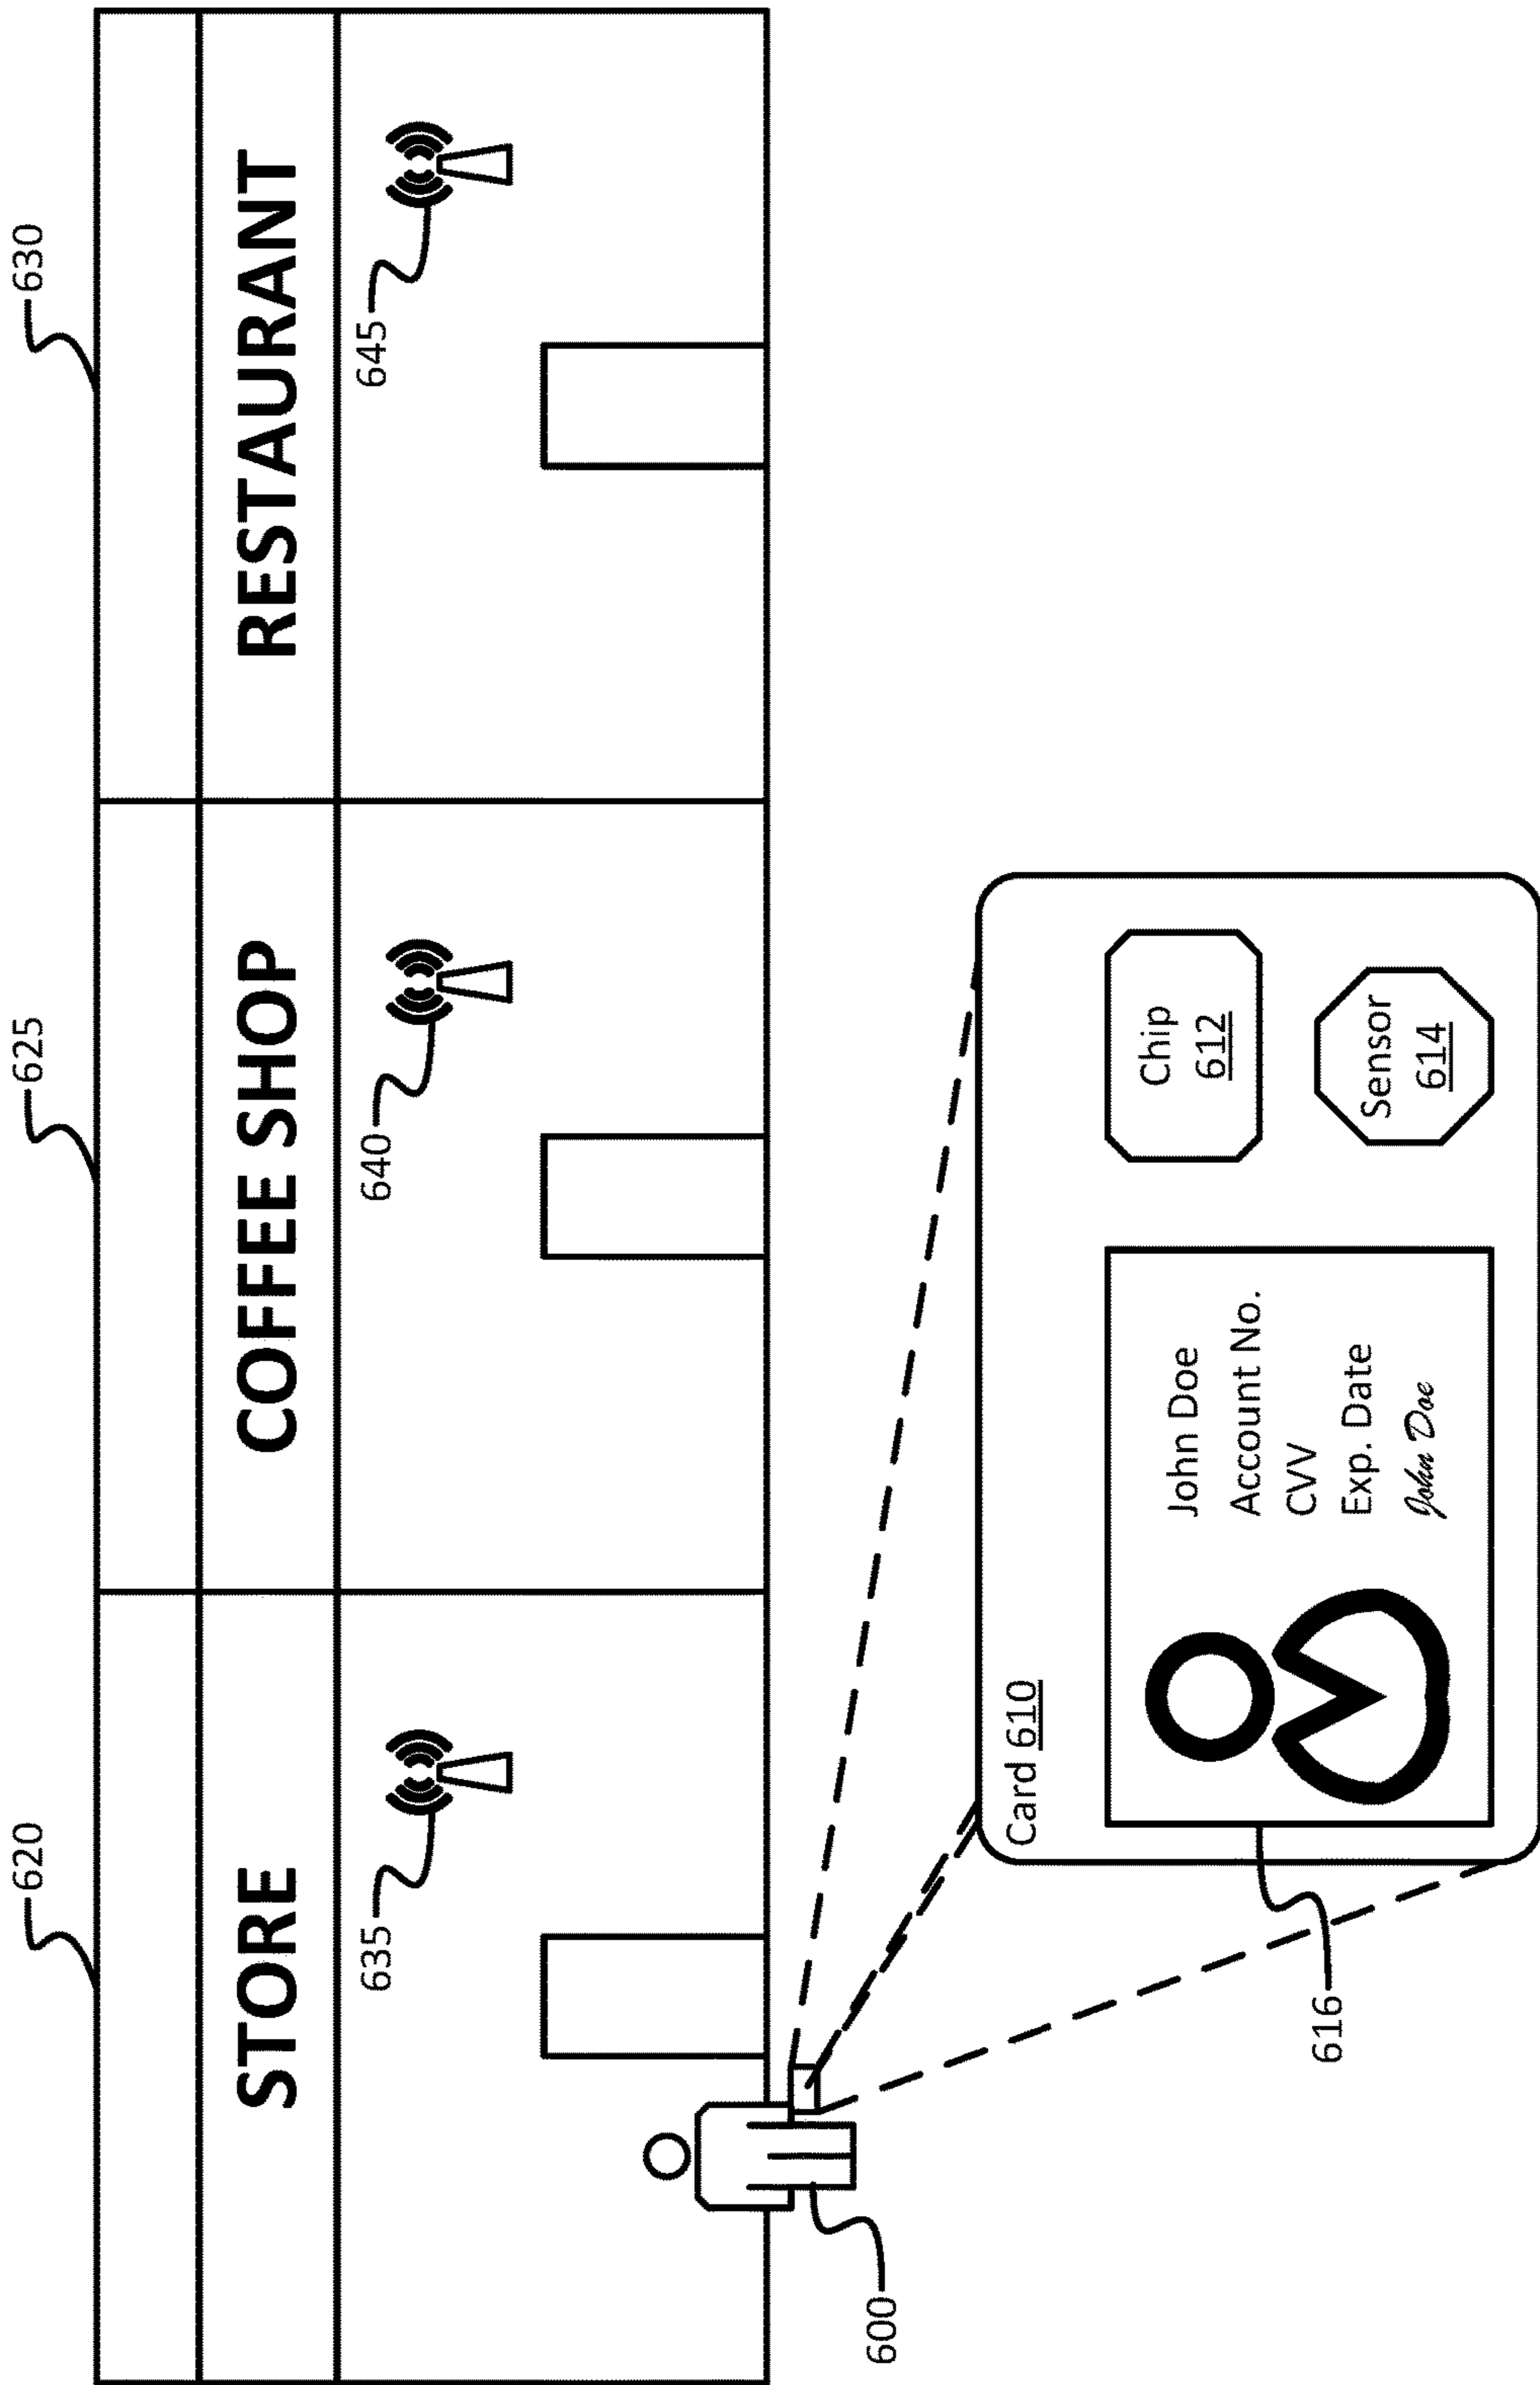 620
625
630
STORE
COFFEE SHOP
RESTAURANT
635
640
645
600
Card 610
John Doe
Account No.
CVV
Exp. Date
John Doe
Chip
612
Sensor
614
616